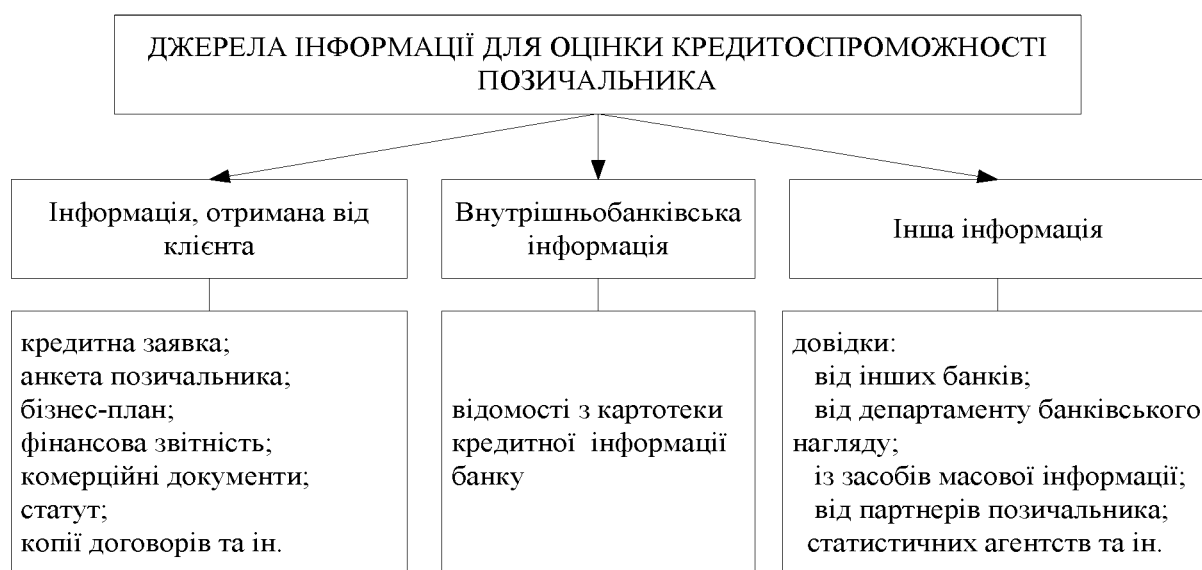 ДЖЕРЕЛА ІНФОРМАЦІЇ ДЛЯ ОЦІНКИ КРЕДИТОСПРОМОЖНОСТІ
ПОЗИЧАЛЬНИКА
Інформація, отримана від
клієнта
Внутрішньобанківська
інформація
Інша інформація
кредитна заявка;
анкета позичальника;
бізнес-план;
фінансова звітність;
комерційні документи;
статут;
копії договорів та ін.
відомості з картотеки
кредитної інформації
банку
довідки:
від інших банків;
від департаменту банківського
нагляду;
із засобів масової інформації;
від партнерів позичальника;
статистичних агентств та ін.